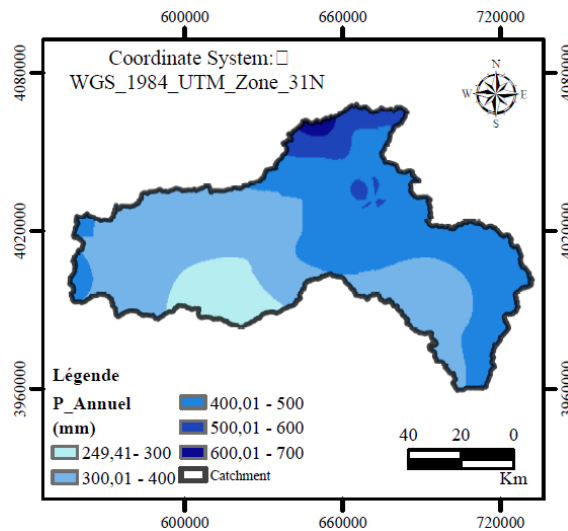 600000 660000 720000
Coordinate System:□
WGS_1984_UTM_Zone_31N
N
W E
S
4080000 4080000
4020000 4020000
3960000 3960000
Légende
P_Annuel
(mm)
249,41- 300
300,01 - 400
400,01 - 500
500,01 - 600
600,01 - 700
Catchment
40 20 0
Km
600000 660000 720000